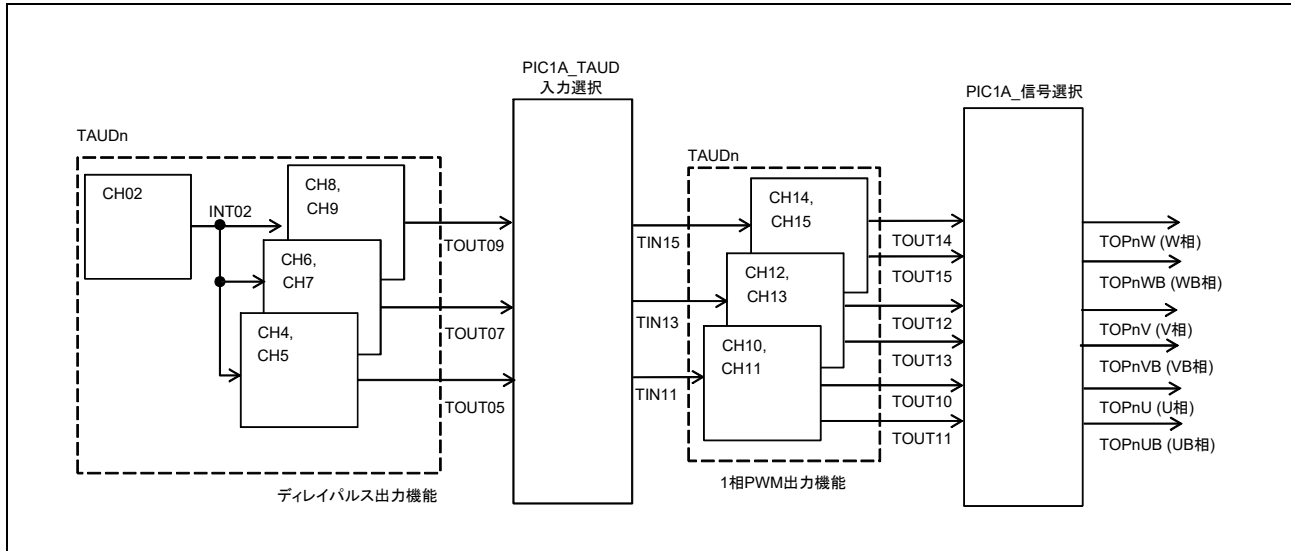 PIC1A_TAUD
入力選択
PIC1A_信号選択
TAUDn
CH02
INT02
CH8,
CH9
CH6,
CH7
CH4,
CH5
TOUT09
TOUT07
TOUT05
ディレイパルス出力機能
TIN15
TIN13
TIN11
TAUDn
CH14,
CH15
CH12,
CH13
CH10,
CH11
1相PWM出力機能
TOUT14
TOUT15
TOUT12
TOUT13
TOUT10
TOUT11
TOPnW (W相)
TOPnWB (WB相)
TOPnV (V相)
TOPnVB (VB相)
TOPnU (U相)
TOPnUB (UB相)